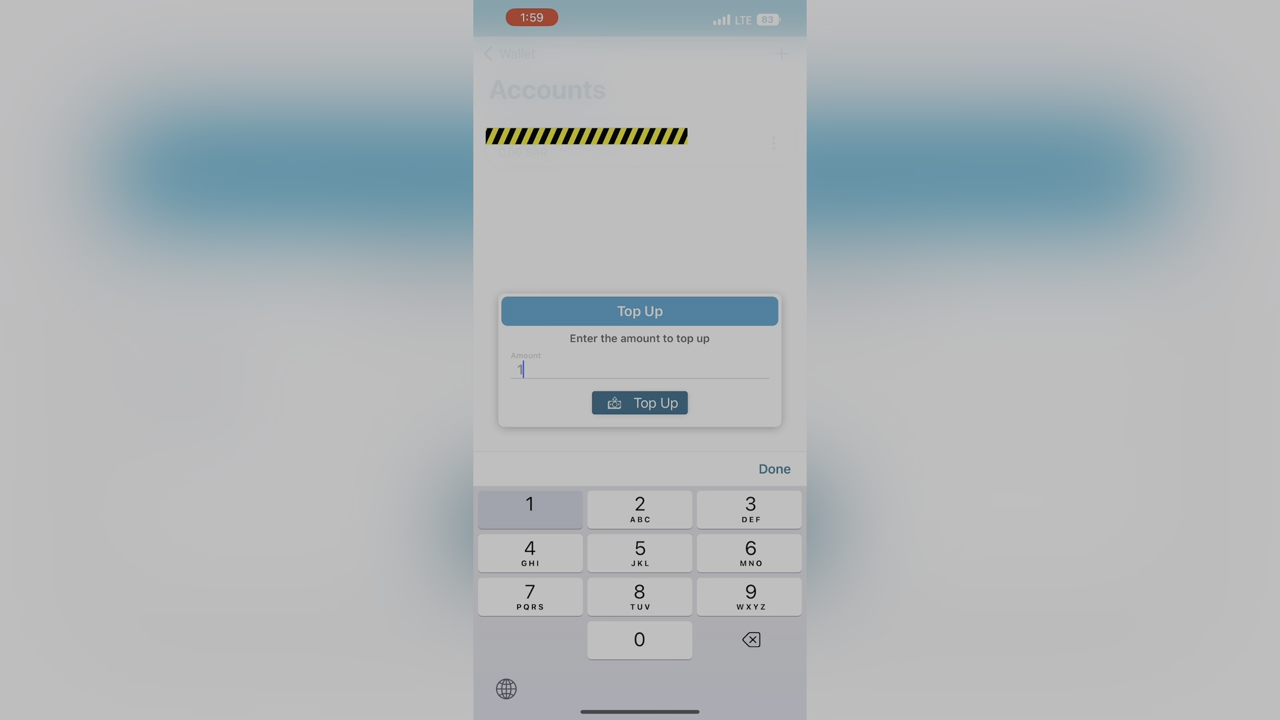 1:59
LTE 83
Wallet
Accounts
Top Up
Enter the amount to top up
Amount
1
Top Up
Done
1
2
ABC
3
DEF
4
GHI
5
JKL
6
MNO
7
PQRS
8
TUV
9
WXYZ
0